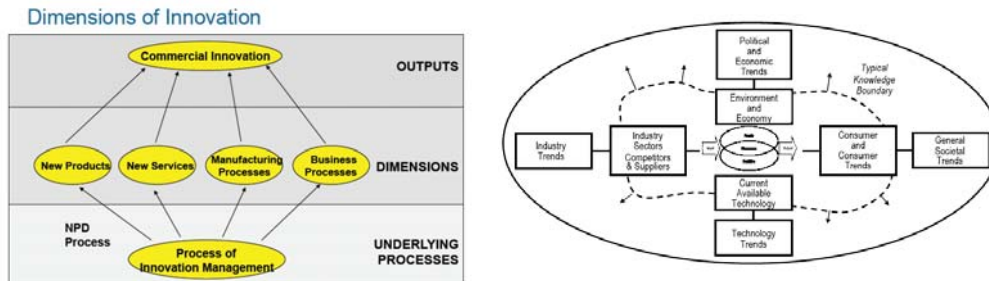 Dimensions of Innovation
Commercial Innovation
OUTPUTS
New Products
New Services
Manufacturing
Processes
Business
Processes
DIMENSIONS
NPD
Process
Process of
Innovation Management
UNDERLYING
PROCESSES
Political
and
Economic
Trends
Typical
Knowledge
Boundary
Environment
and
Economy
Industry
Trends
Industry
Sectors
Competitors
& Suppliers
Consumer
and
Consumer
Trends
General
Societal
Trends
Current
Available
Technology
Technology
Trends